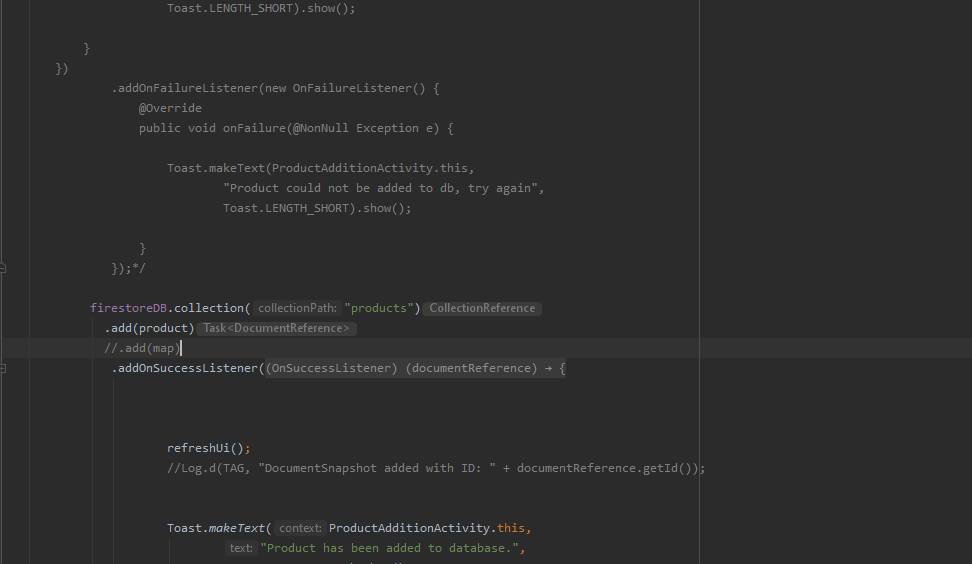 Toast.LENGTH_SHORT).show();
}
})
.addOnFailureListener(new OnFailureListener() {
@Override
public void onFailure(@NonNull Exception e) {
Toast.makeText(ProductAdditionActivity.this,
"Product could not be added to db, try again",
Toast.LENGTH_SHORT).show();
}
});*/
firestoreDB.collection( collectionPath: "products") CollectionReference
.add(product) Task<DocumentReference>
//.add(map)
.addOnSuccessListener((OnSuccessListener) (documentReference) → {
refreshUi();
//Log.d(TAG, "DocumentSnapshot added with ID: " + documentReference.getId());
Toast.makeText( context: ProductAdditionActivity.this,
text: "Product has been added to database.",